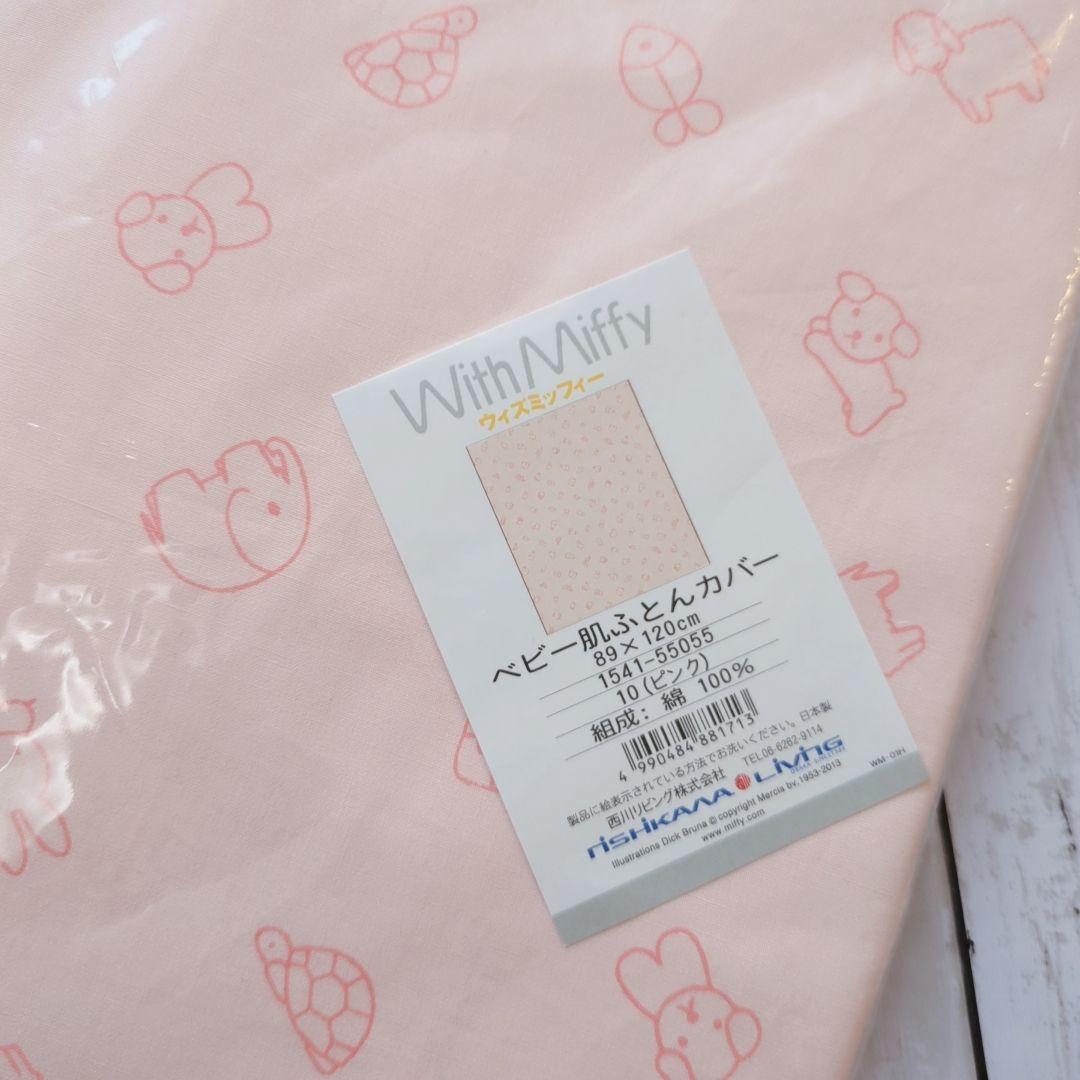 With Miffy
ウィズミッフィー
ベビー肌ふとんカバー
89×120cm
1541-55055
10(ピンク)
組成: 綿 100%
4 990484 881713
製品に絵表示されている方法でお洗いください。日本製
西川リビング株式会社 TEL06-6262-9114
nishikawa Living
Illustrations Dick Bruna © copyright Mercis bv,1953-2013
www.miffy.com